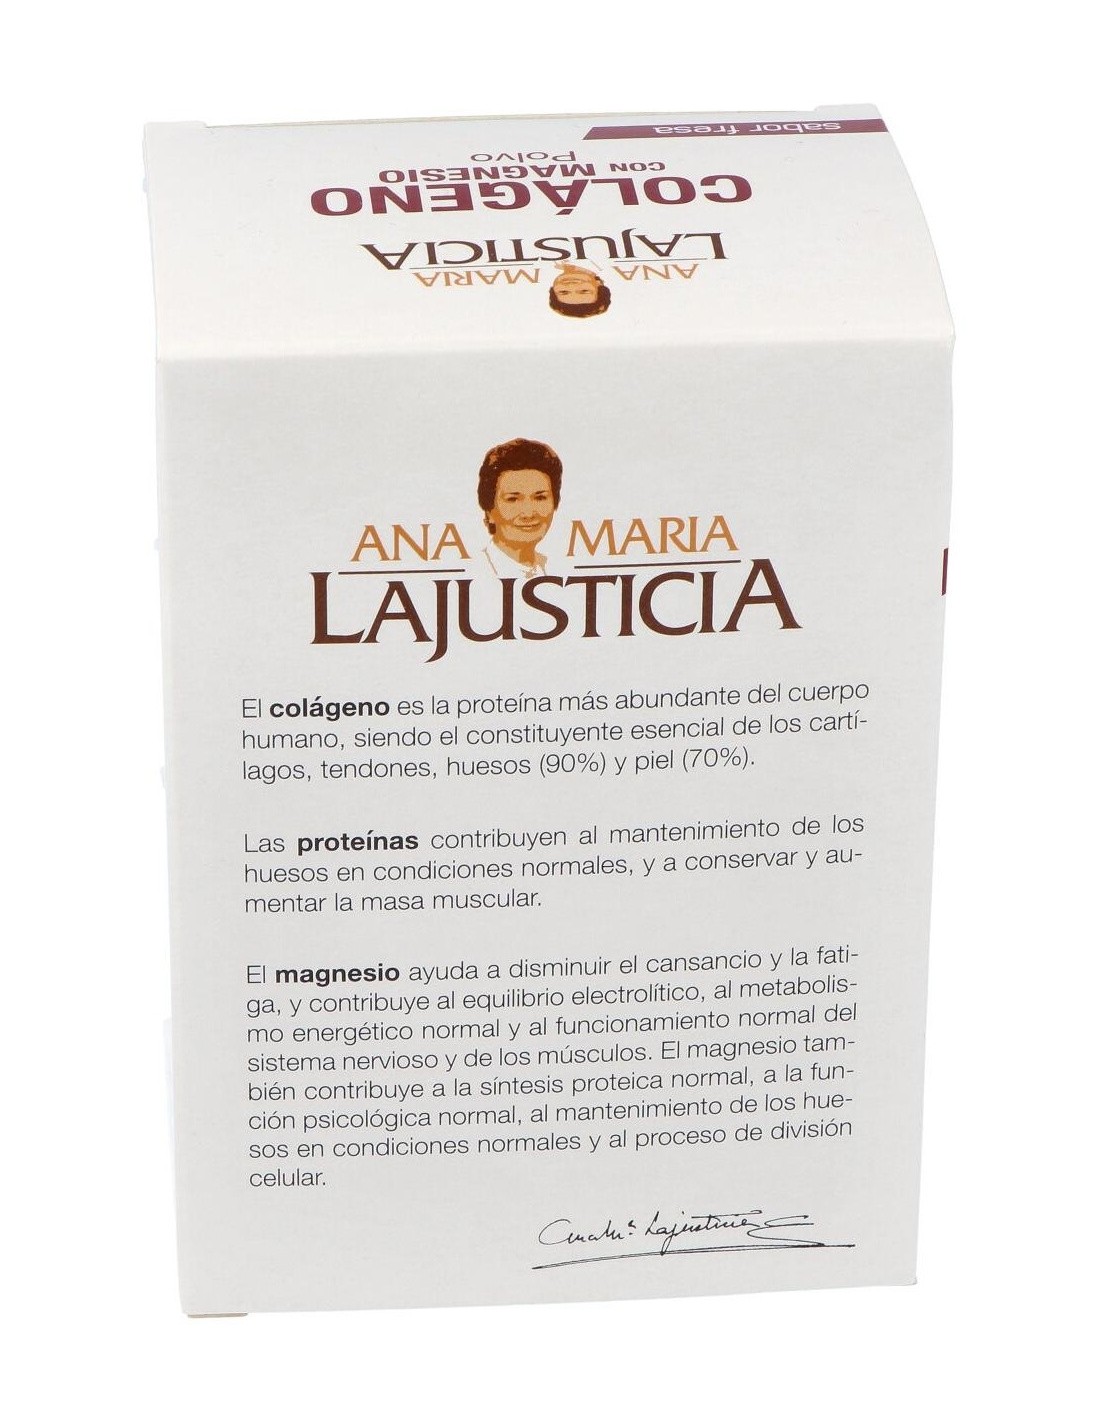 sabor fresa
Polvo
CON MAGNESIO
COLÁGENO
LAJUSTICIA
ANA MARIA
ANA MARIA
LAJUSTICIA
El colágeno es la proteína más abundante del cuerpo
humano, siendo el constituyente esencial de los cartí-
lagos, tendones, huesos (90%) y piel (70%).
Las proteínas contribuyen al mantenimiento de los
huesos en condiciones normales, y a conservar y au-
mentar la masa muscular.
El magnesio ayuda a disminuir el cansancio y la fati-
ga, y contribuye al equilibrio electrolítico, al metabolis-
mo energético normal y al funcionamiento normal del
sistema nervioso y de los músculos. El magnesio tam-
bién contribuye a la síntesis proteica normal, a la fun-
ción psicológica normal, al mantenimiento de los hue-
sos en condiciones normales y al proceso de división
celular.
Ana Mª Lajusticia